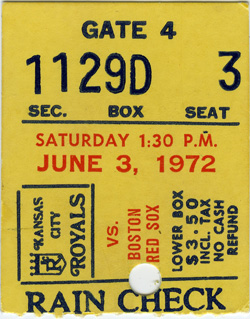 GATE 4
1129D 3
SEC. BOX SEAT
SATURDAY 1:30 P.M.
JUNE 3, 1972
KANSAS
CITY
ROYALS
KC R
VS.
BOSTON
RED SOX
LOWER BOX
$3.50
INCL. TAX
NO CASH
REFUND
RAIN CHECK